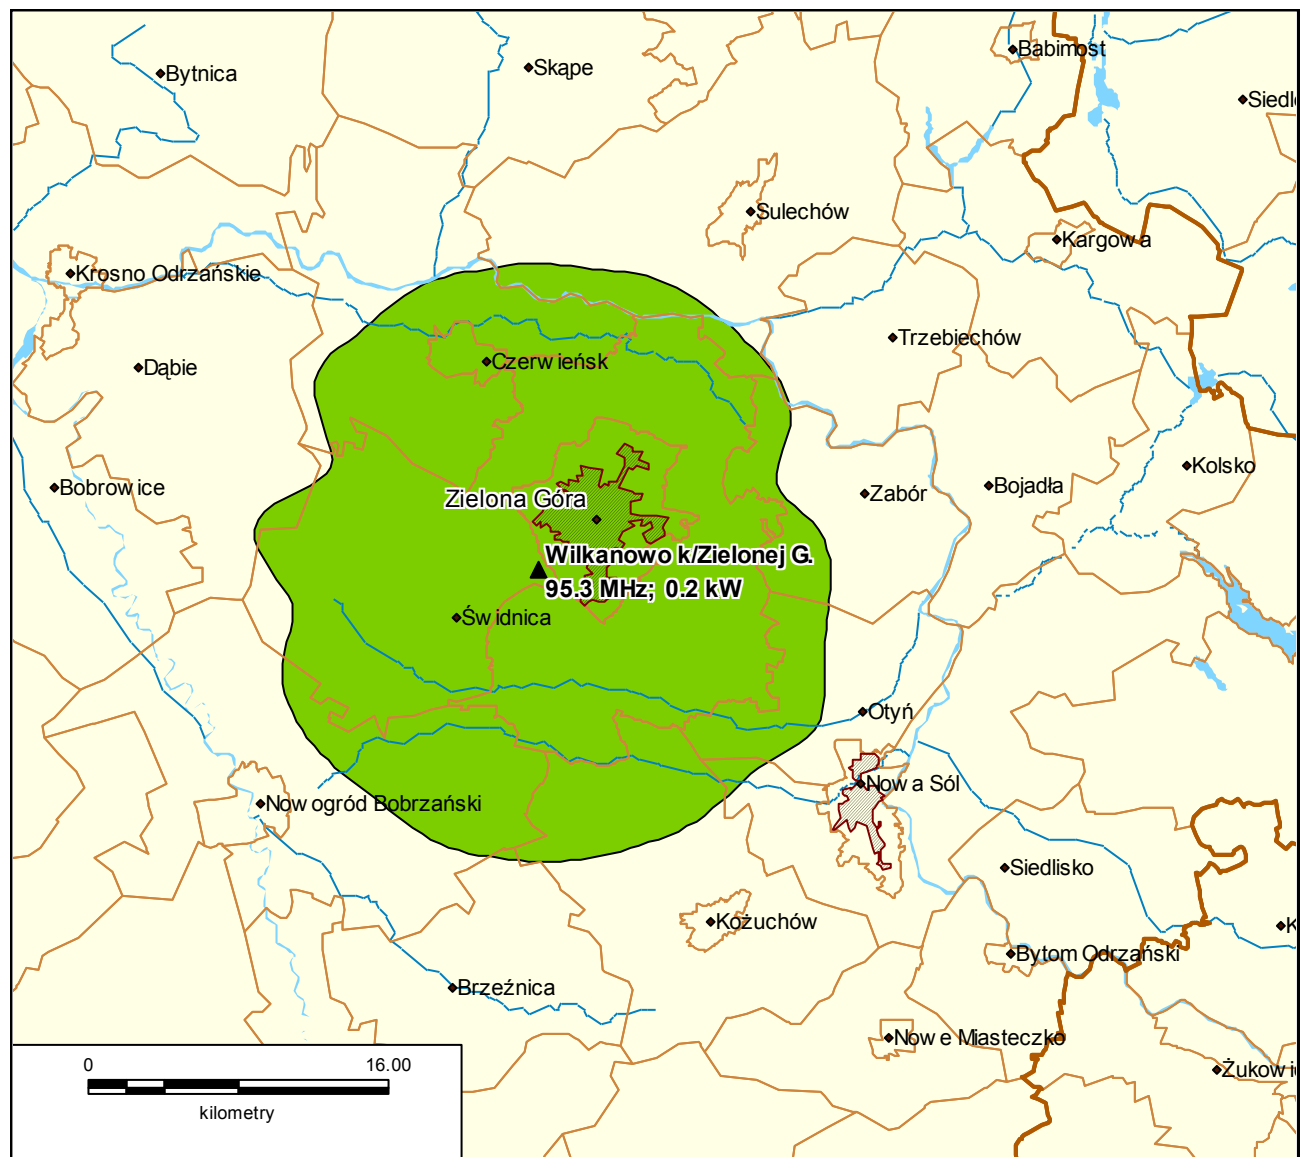 Babimost
Skąpe
Bytnica
Siedl
Sulechów
Kargowa
Krosno Odrzańskie
Trzebiechów
Czerwieńsk
Dąbie
Kolsko
Bobrowice
Bojadła
Zabór
Zielona Góra
Wilkanowo k/Zielonej G.
95.3 MHz; 0.2 kW
Świdnica
Otyń
Nowa Sól
Nowogród Bobrzański
Siedlisko
Kożuchów
K
Bytom Odrzański
Brzeźnica
Nowe Miasteczko
Żukowi
0 16.00
kilometry